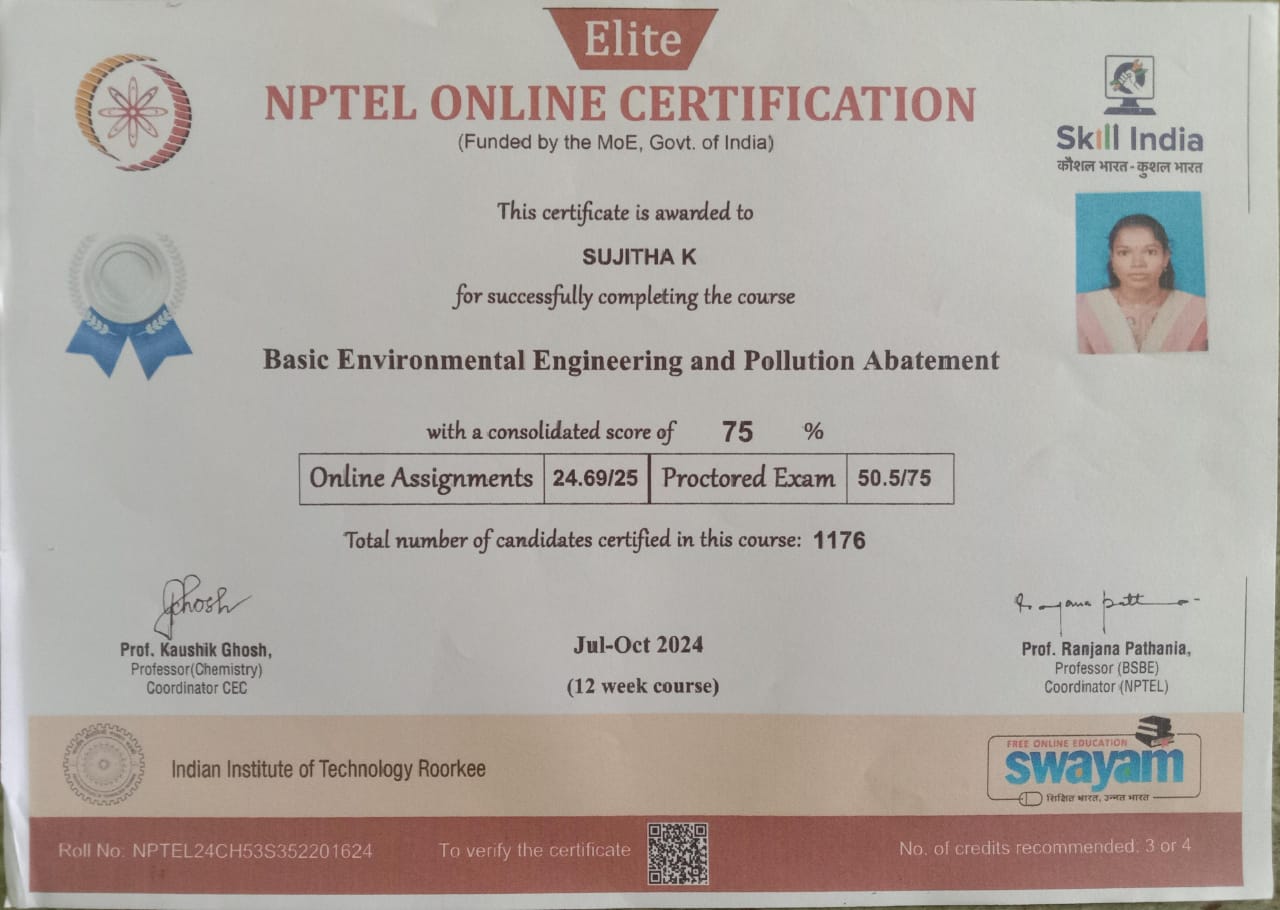 Elite
NPTEL ONLINE CERTIFICATION
(Funded by the MoE, Govt. of India)
Skill India
कौशल भारत - कुशल भारत
This certificate is awarded to
SUJITHA K
for successfully completing the course
Basic Environmental Engineering and Pollution Abatement
with a consolidated score of 75 %
Online Assignments 24.69/25 Proctored Exam 50.5/75
Total number of candidates certified in this course: 1176
Prof. Kaushik Ghosh,
Professor(Chemistry)
Coordinator CEC
Jul-Oct 2024
(12 week course)
Prof. Ranjana Pathania,
Professor (BSBE)
Coordinator (NPTEL)
Indian Institute of Technology Roorkee
FREE ONLINE EDUCATION
swayam
शिक्षित भारत, उन्नत भारत
Roll No: NPTEL24CH53S352201624
To verify the certificate
No. of credits recommended: 3 or 4